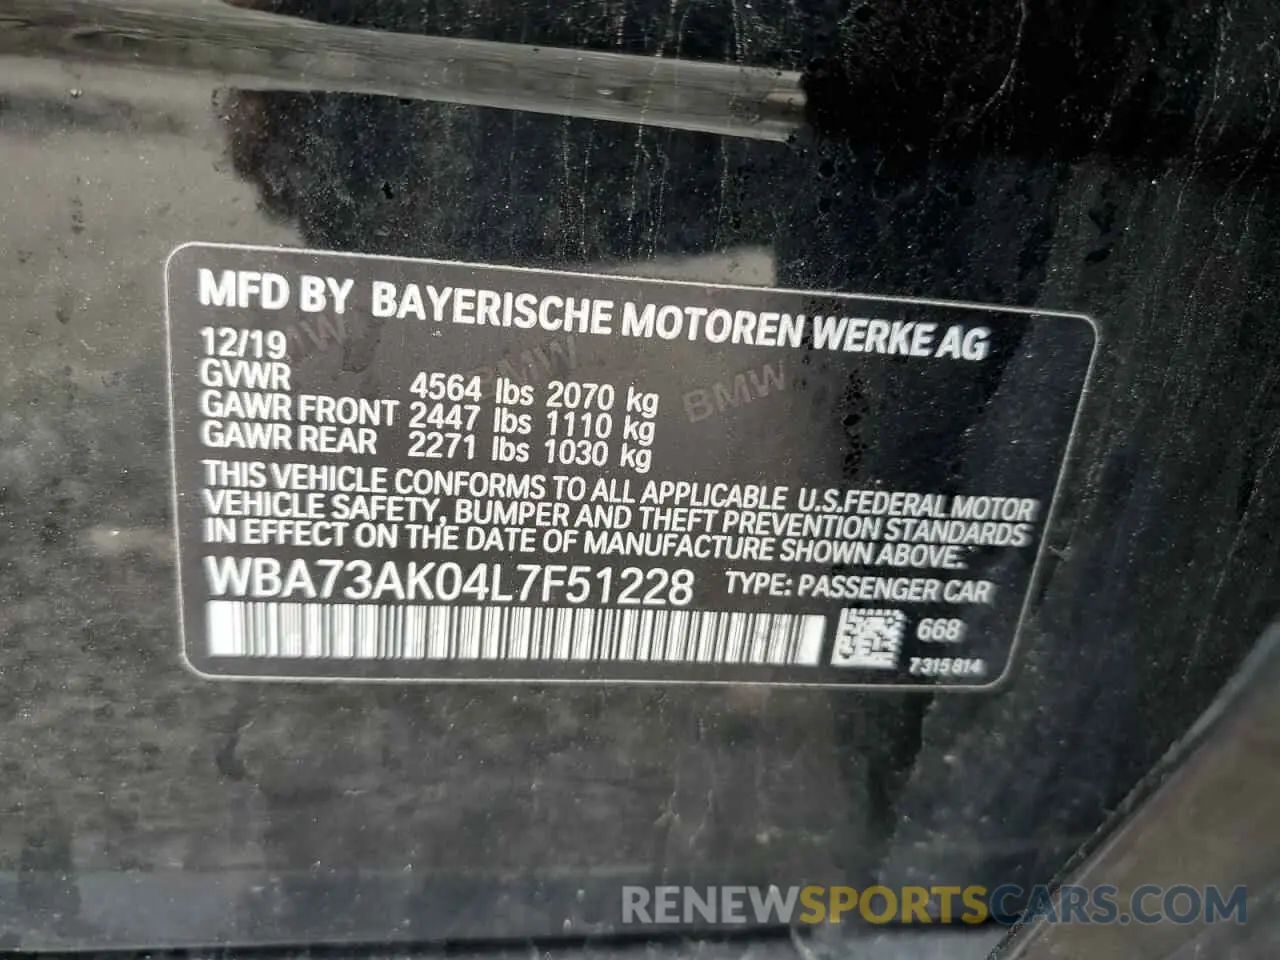 MFD BY BAYERISCHE MOTOREN WERKE AG
12/19
GVWR 4564 lbs 2070 kg
GAWR FRONT 2447 lbs 1110 kg
GAWR REAR 2271 lbs 1030 kg
THIS VEHICLE CONFORMS TO ALL APPLICABLE U.S.FEDERAL MOTOR
VEHICLE SAFETY, BUMPER AND THEFT PREVENTION STANDARDS
IN EFFECT ON THE DATE OF MANUFACTURE SHOWN ABOVE.
WBA73AK04L7F51228 TYPE: PASSENGER CAR
668
7315814
BMW BMW BMW
RENEWSPORTSCARS.COM